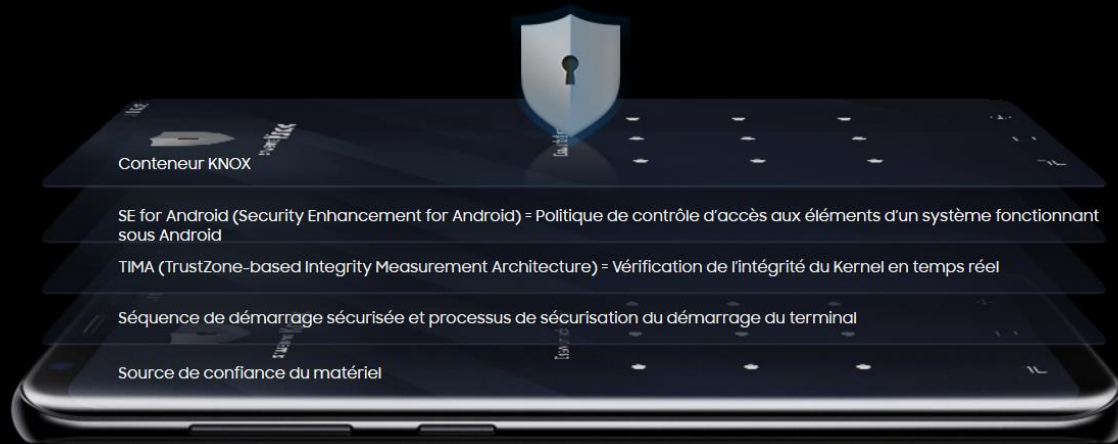 Conteneur KNOX
SE for Android (Security Enhancement for Android) = Politique de contrôle d'accès aux éléments d'un système fonctionnant
sous Android
TIMA (TrustZone-based Integrity Measurement Architecture) = Vérification de l'intégrité du Kernel en temps réel
Séquence de démarrage sécurisée et processus de sécurisation du démarrage du terminal
Source de confiance du matériel